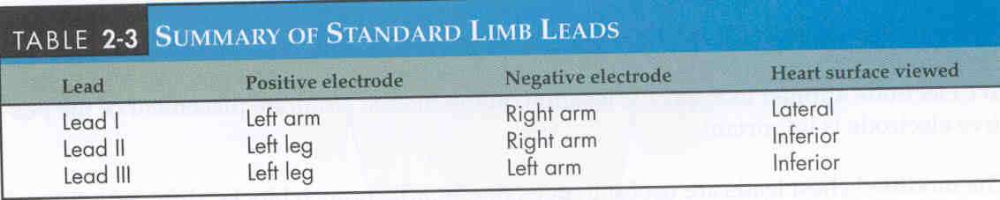 TABLE 2-3 SUMMARY OF STANDARD LIMB LEADS
Lead Positive electrode Negative electrode Heart surface viewed
Lead I Left arm Right arm Lateral
Lead II Left leg Right arm Inferior
Lead III Left leg Left arm Inferior